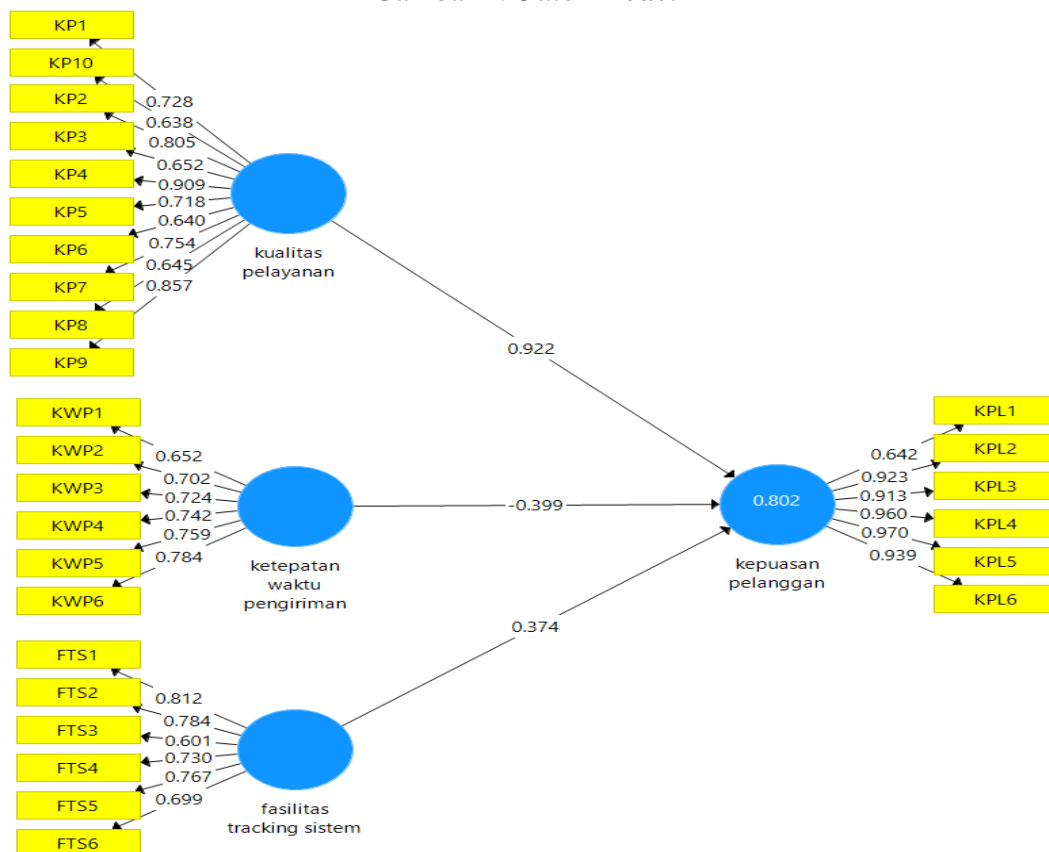 KP1
KP10
KP2
KP3
KP4
KP5
KP6
KP7
KP8
KP9
0.728
0.638
0.805
0.652
0.909
0.718
0.640
0.754
0.645
0.857
kualitas
pelayanan
0.922
KWP1
KWP2
KWP3
KWP4
KWP5
KWP6
0.652
0.702
0.724
0.742
0.759
0.784
ketepatan
waktu
pengiriman
-0.399
FTS1
FTS2
FTS3
FTS4
FTS5
FTS6
0.812
0.784
0.601
0.730
0.767
0.699
fasilitas
tracking sistem
0.374
0.802
kepuasan
pelanggan
0.642
0.923
0.913
0.960
0.970
0.939
KPL1
KPL2
KPL3
KPL4
KPL5
KPL6